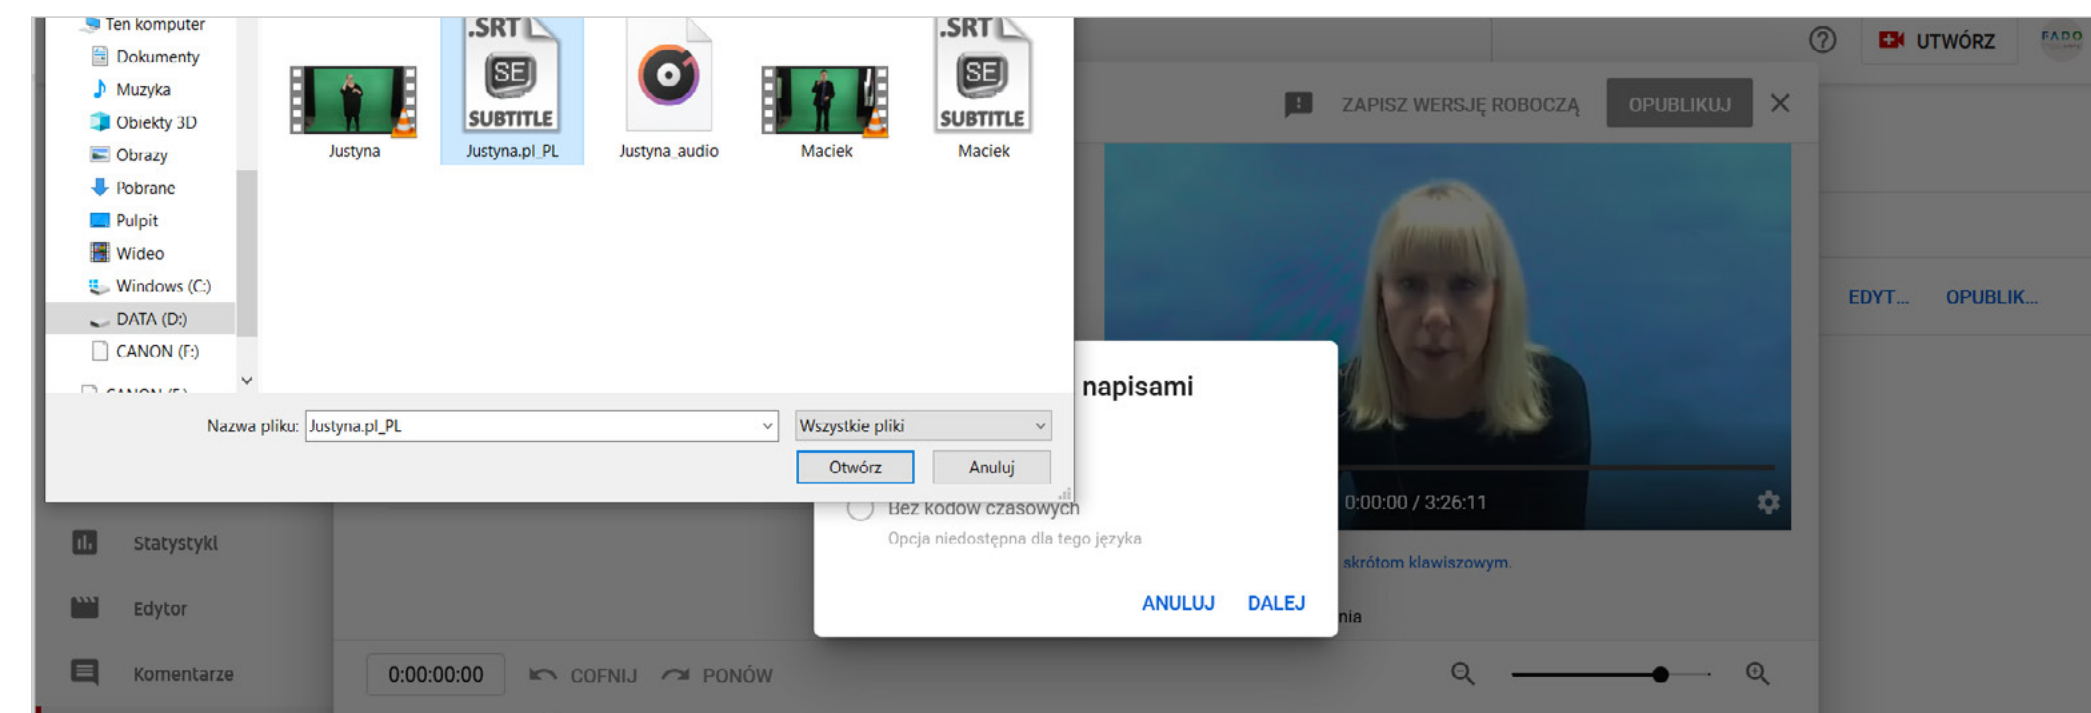 Ten komputer
Dokumenty
Muzyka
Obiekty 3D
Obrazy
Pobrane
Pulpit
Wideo
Windows (C:)
DATA (D:)
CANON (F:)
.SRT
SE
SUBTITLE
.SRT
SE
SUBTITLE
Justyna
Justyna.pl_PL
Justyna_audio
Maciek
Maciek
Nazwa pliku: Justyna.pl_PL
Wszystkie pliki
Otwórz
Anuluj
UTWÓRZ
FADO
ZAPISZ WERSJĘ ROBOCZĄ
OPUBLIKUJ
EDYT...
OPUBLIK...
napisami
Bez kodów czasowych
Opcja niedostępna dla tego języka
ANULUJ
DALEJ
0:00:00 / 3:26:11
skrótom klawiszowym.
nia
Statystyki
Edytor
Komentarze
0:00:00:00
COFNIJ
PONÓW